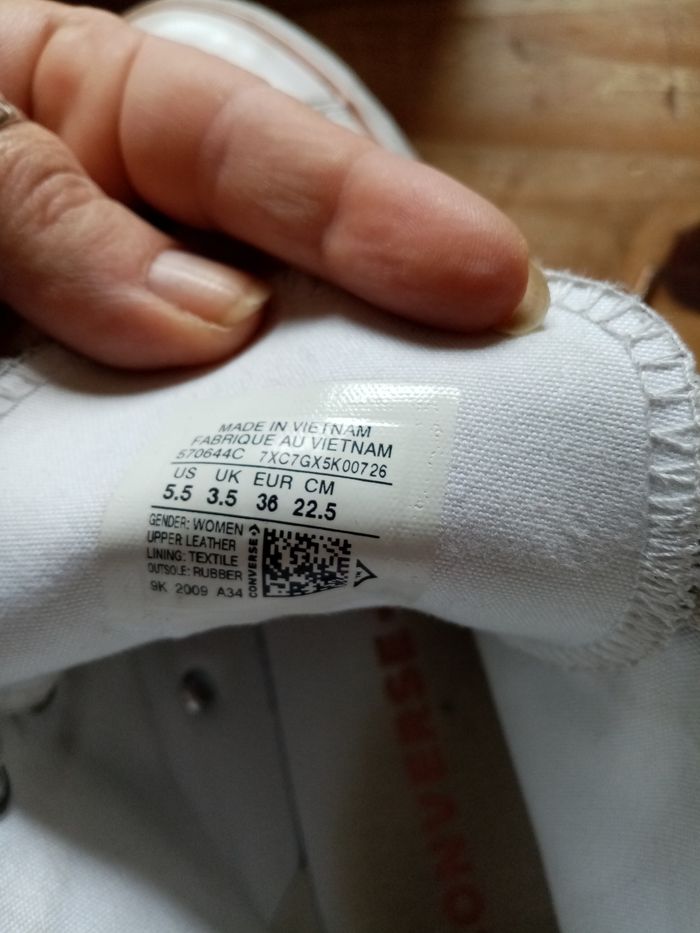 MADE IN VIETNAM
FABRIQUE AU VIETNAM
570644C 7XC7GX5K00726
US UK EUR CM
5.5 3.5 36 22.5
GENDER: WOMEN
UPPER LEATHER
LINING: TEXTILE
OUTSOLE: RUBBER
9K 2009 A34
CONVERSE
ONVERSE